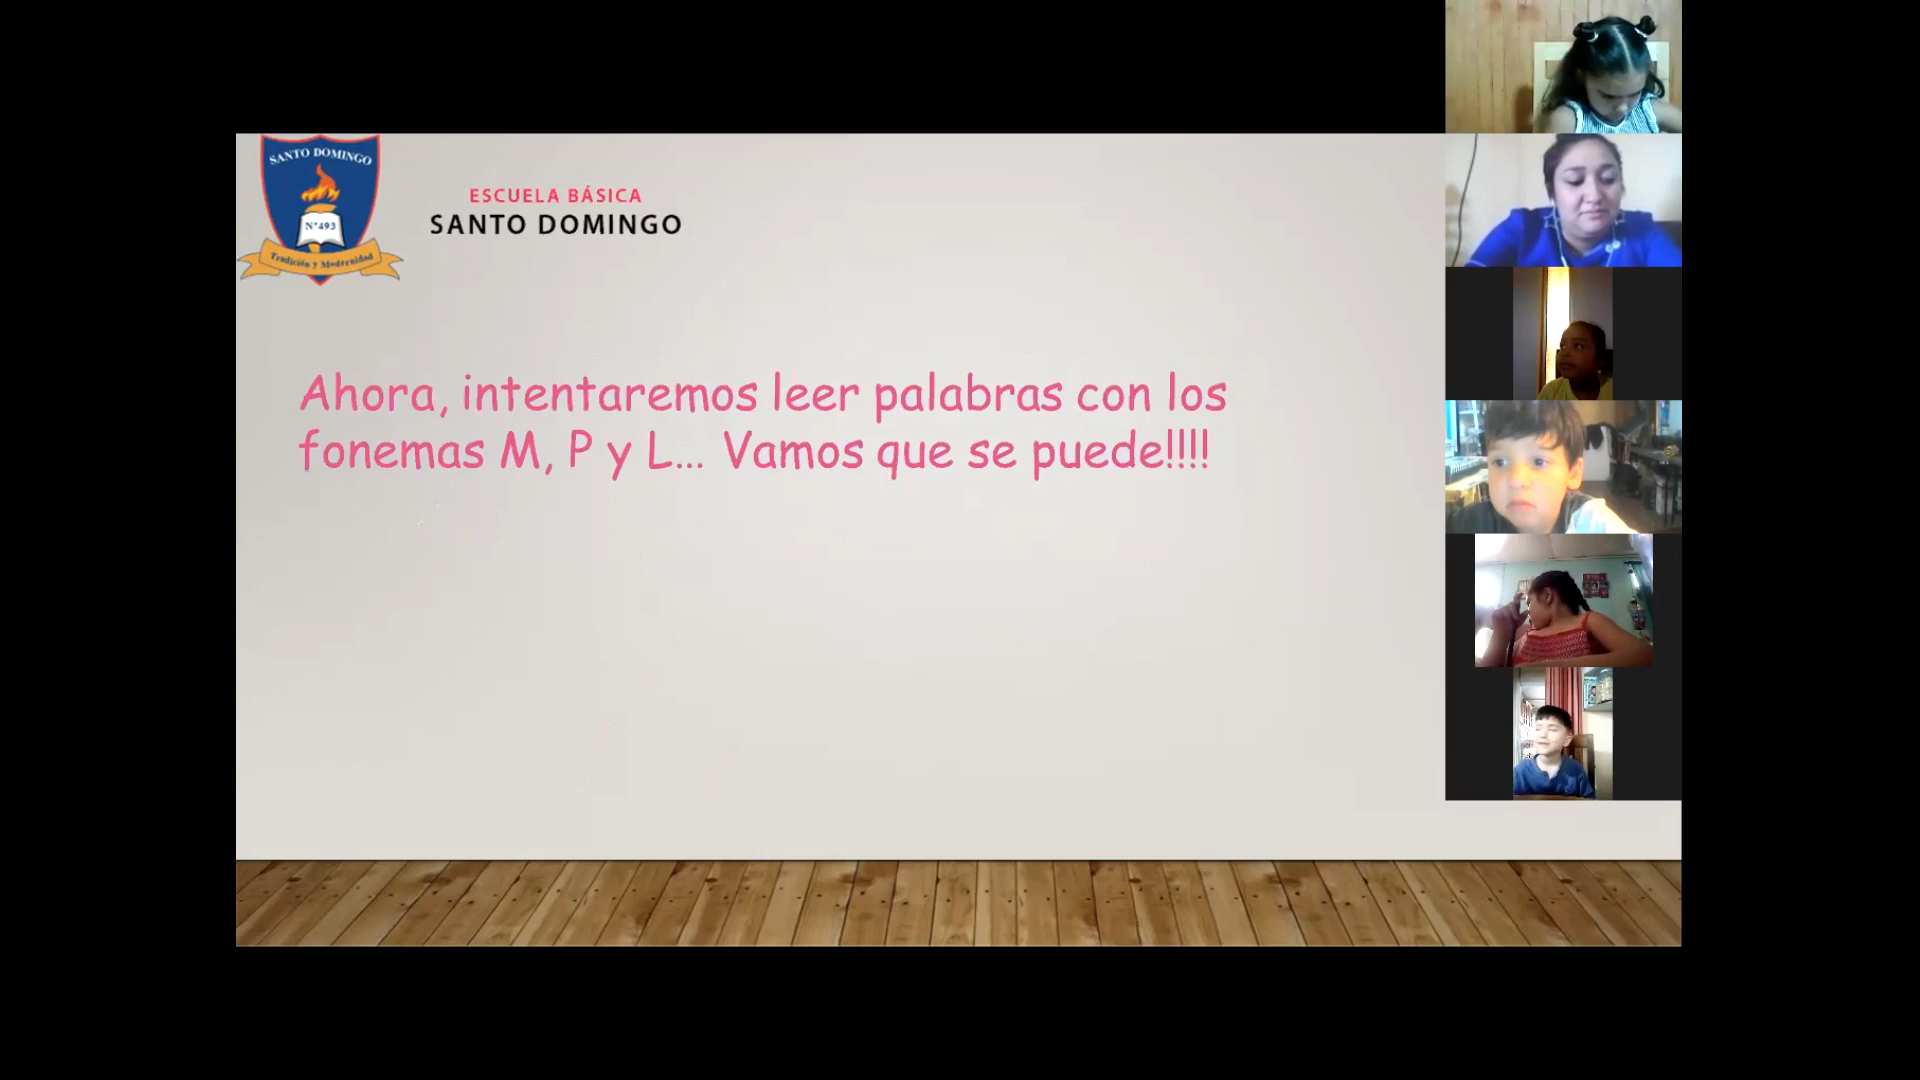 SANTO DOMINGO
N°493
Tradición y Modernidad
ESCUELA BÁSICA
SANTO DOMINGO
Ahora, intentaremos leer palabras con los
fonemas M, P y L... Vamos que se puede!!!!